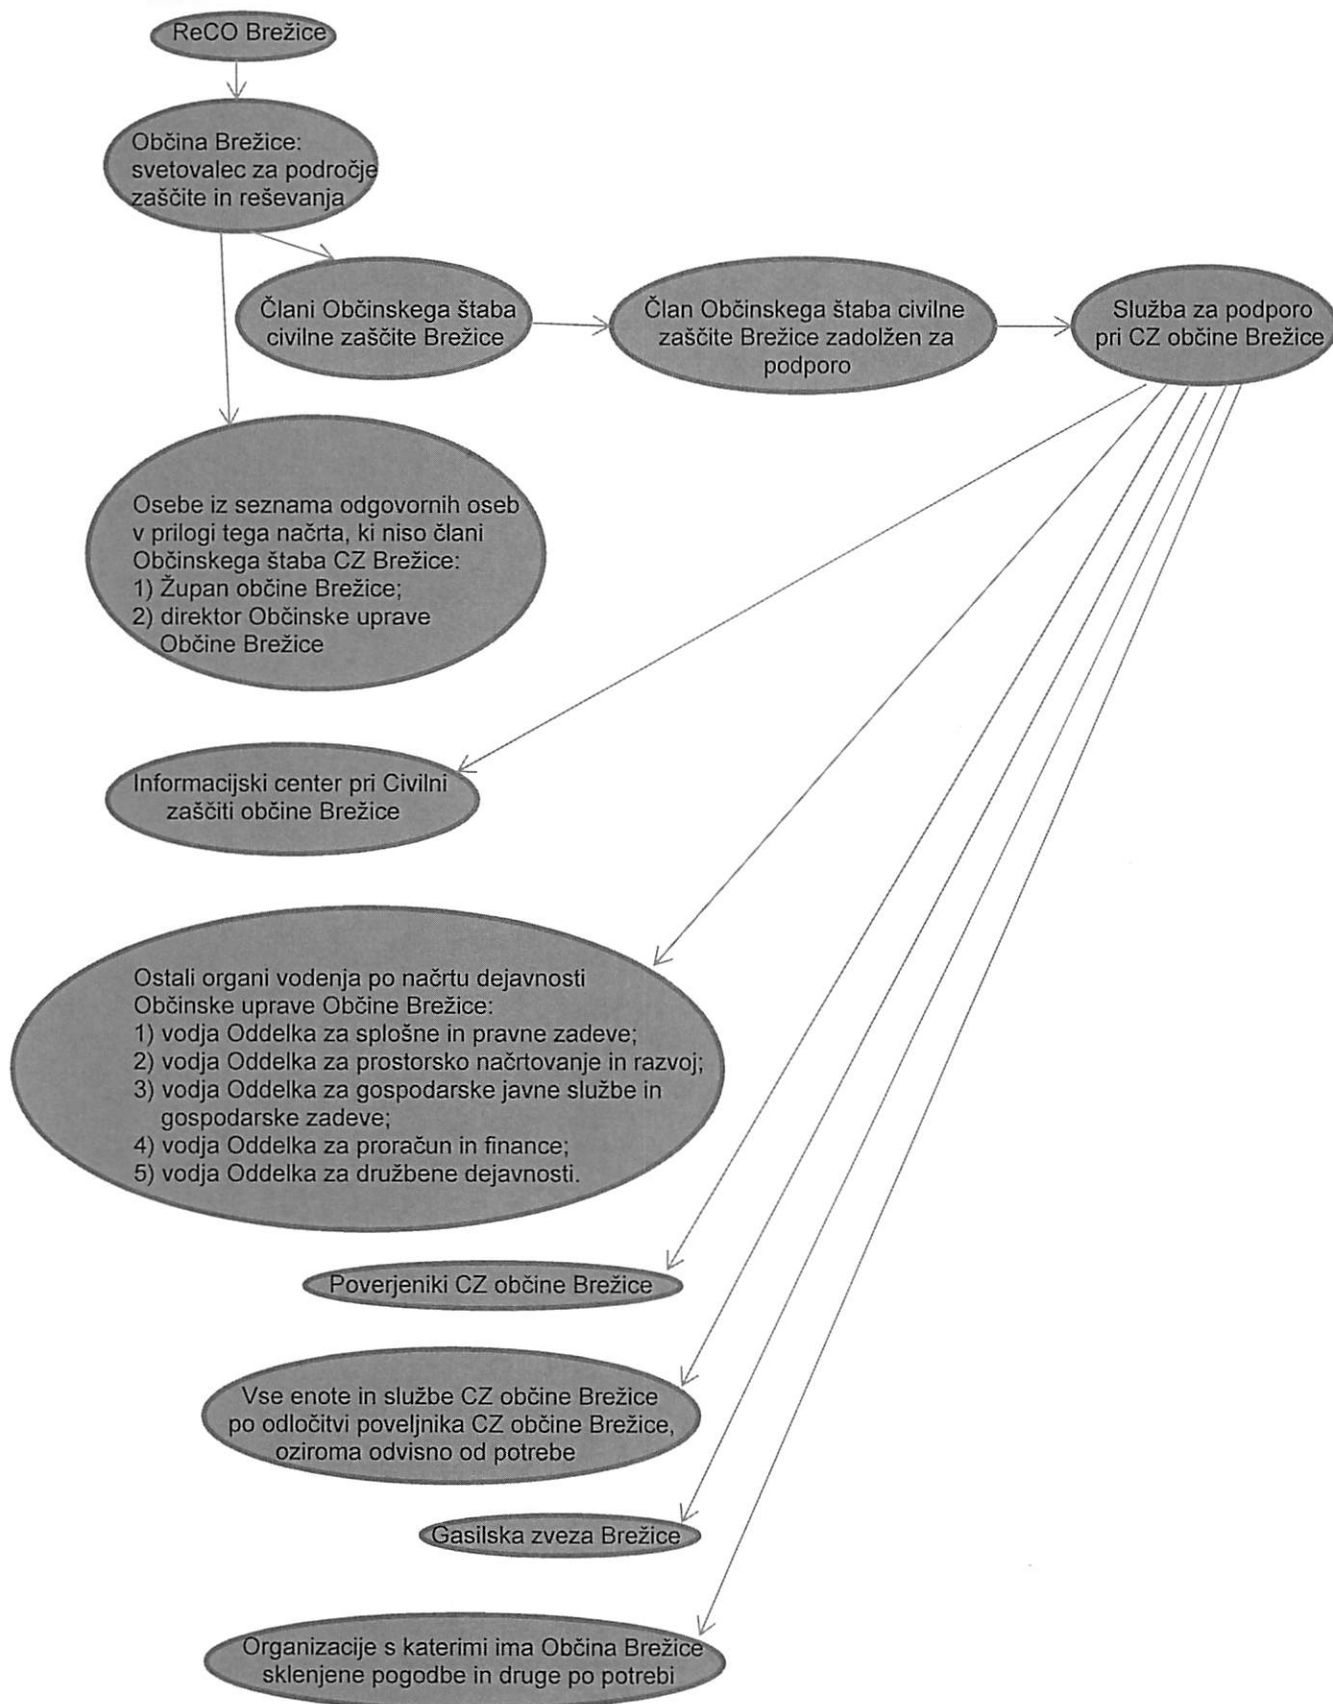 ReCO Brežice
Občina Brežice:
svetovalec za področje
zaščite in reševanja
Člani Občinskega štaba
civilne zaščite Brežice
Član Občinskega štaba civilne
zaščite Brežice zadolžen za
podporo
Služba za podporo
pri CZ občine Brežice
Osebe iz seznama odgovornih oseb
v prilogi tega načrta, ki niso člani
Občinskega štaba CZ Brežice:
1) Župan občine Brežice;
2) direktor Občinske uprave
Občine Brežice
Informacijski center pri Civilni
zaščiti občine Brežice
Ostali organi vodenja po načrtu dejavnosti
Občinske uprave Občine Brežice:
1) vodja Oddelka za splošne in pravne zadeve;
2) vodja Oddelka za prostorsko načrtovanje in razvoj;
3) vodja Oddelka za gospodarske javne službe in
gospodarske zadeve;
4) vodja Oddelka za proračun in finance;
5) vodja Oddelka za družbene dejavnosti.
Poverjeniki CZ občine Brežice
Vse enote in službe CZ občine Brežice
po odločitvi poveljnika CZ občine Brežice,
oziroma odvisno od potrebe
Gasilska zveza Brežice
Organizacije s katerimi ima Občina Brežice
sklenjene pogodbe in druge po potrebi